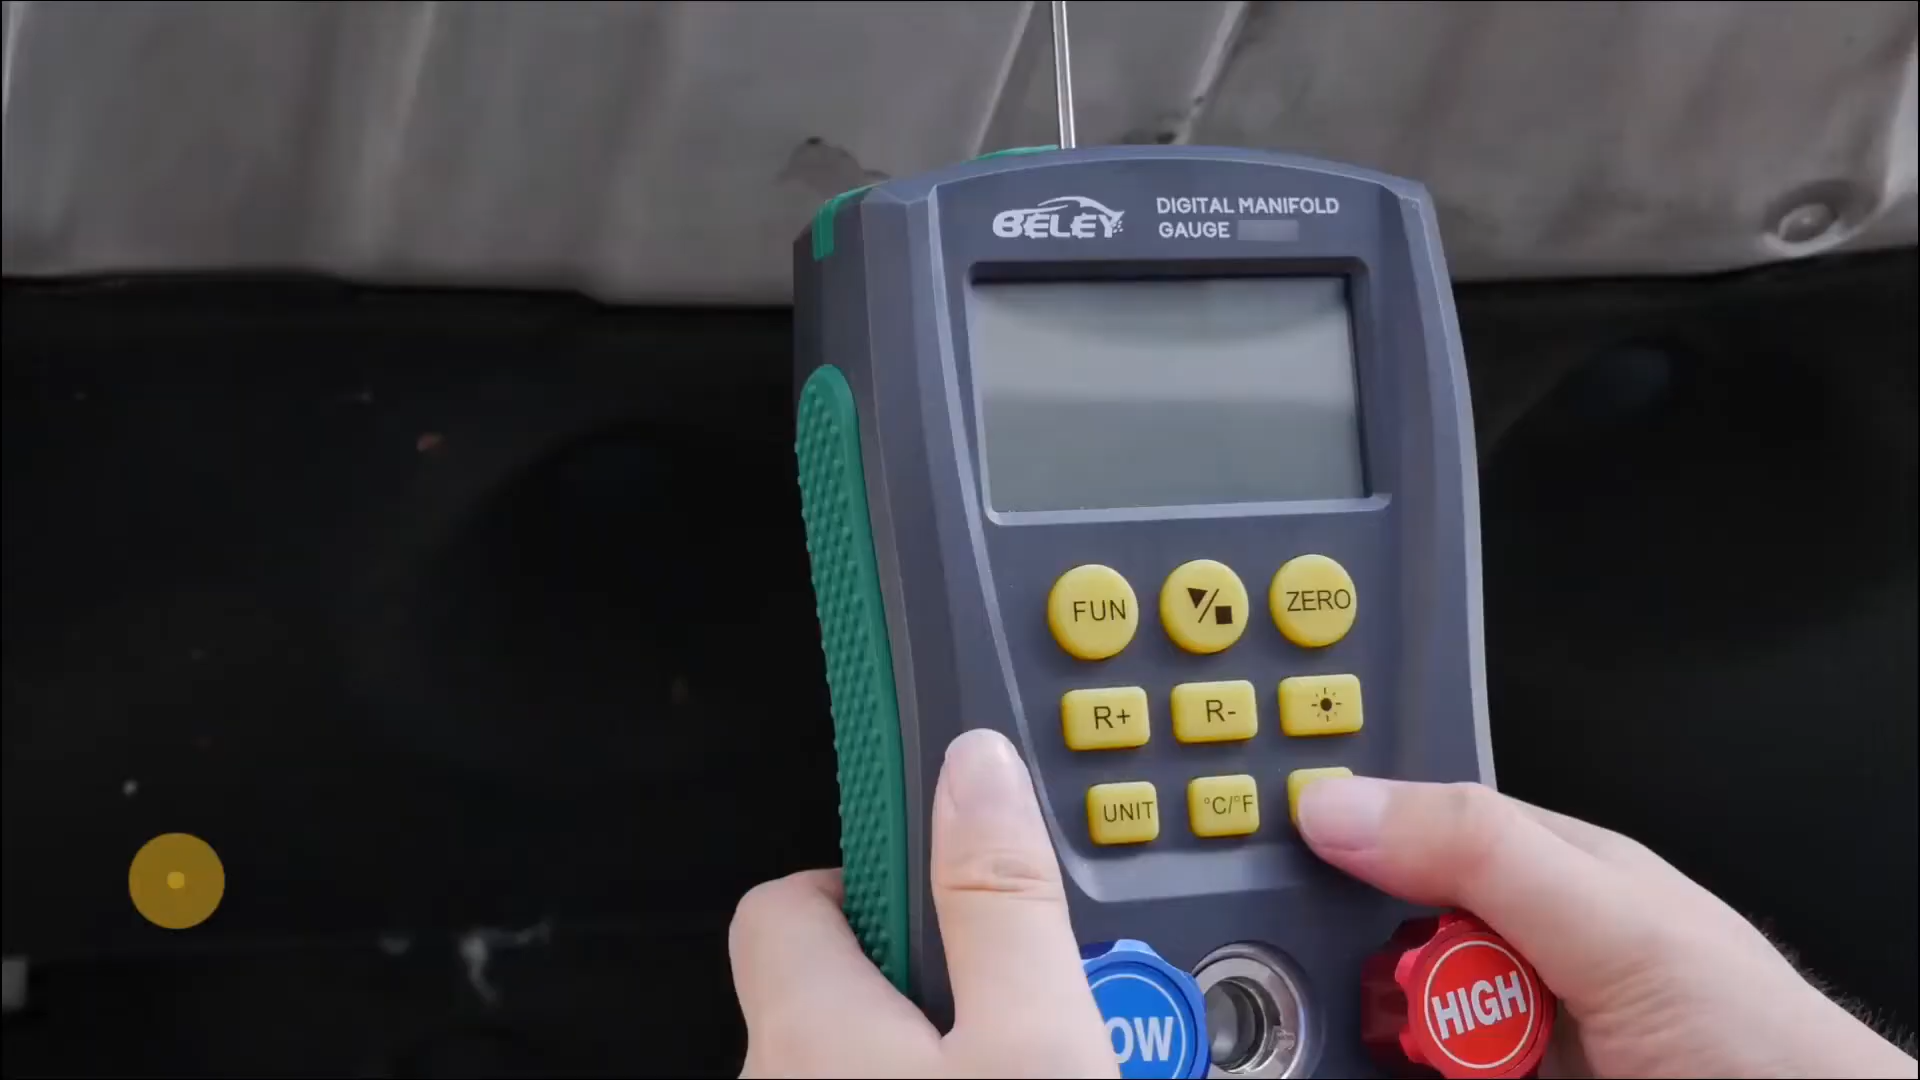 BELEY
DIGITAL MANIFOLD
GAUGE
FUN
ZERO
R+
R-
UNIT
°C/°F
OW
HIGH